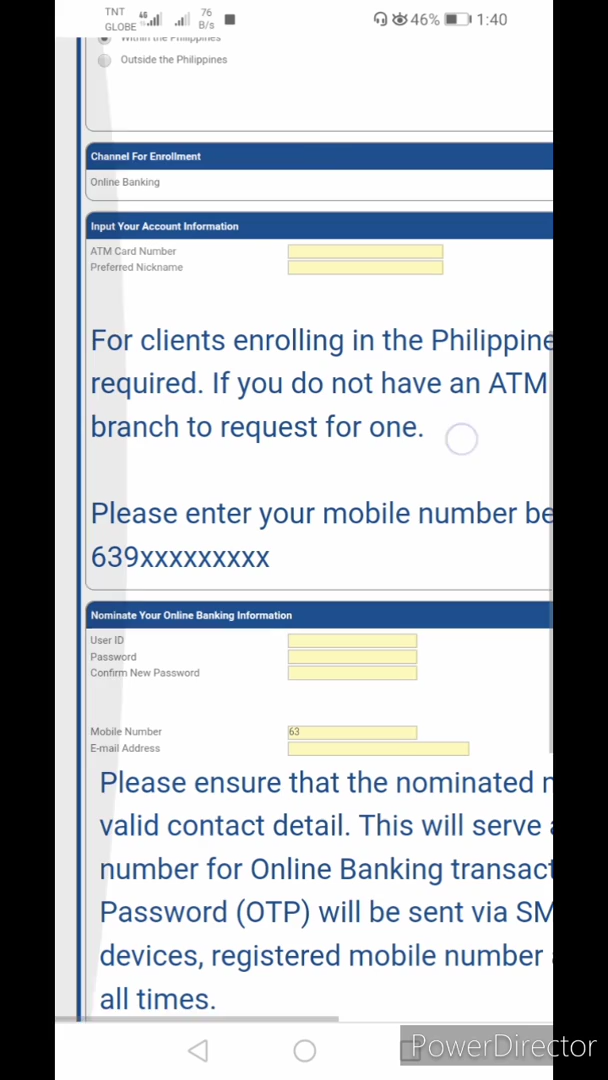 TNT
GLOBE
4G
76
B/s
46%
1:40
Within the Philippines
Outside the Philippines
Channel For Enrollment
Online Banking
Input Your Account Information
ATM Card Number
Preferred Nickname
For clients enrolling in the Philippine
required. If you do not have an ATM
branch to request for one.
Please enter your mobile number be
639xxxxxxxxx
Nominate Your Online Banking Information
User ID
Password
Confirm New Password
Mobile Number 63
E-mail Address
Please ensure that the nominated
valid contact detail. This will serve
number for Online Banking transact
Password (OTP) will be sent via SM
devices, registered mobile number
all times.
PowerDirector